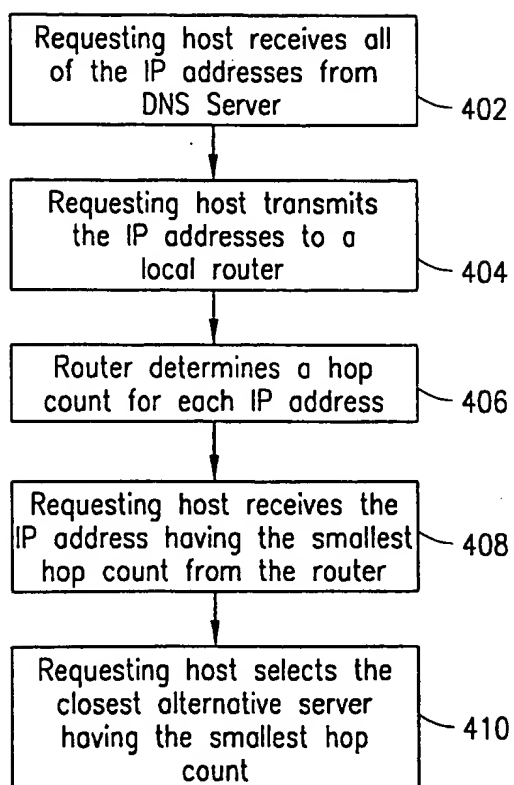 Requesting host receives all
of the IP addresses from
DNS Server
402
Requesting host transmits
the IP addresses to a
local router
404
Router determines a hop
count for each IP address
406
Requesting host receives the
IP address having the smallest
hop count from the router
408
Requesting host selects the
closest alternative server
having the smallest hop
count
410